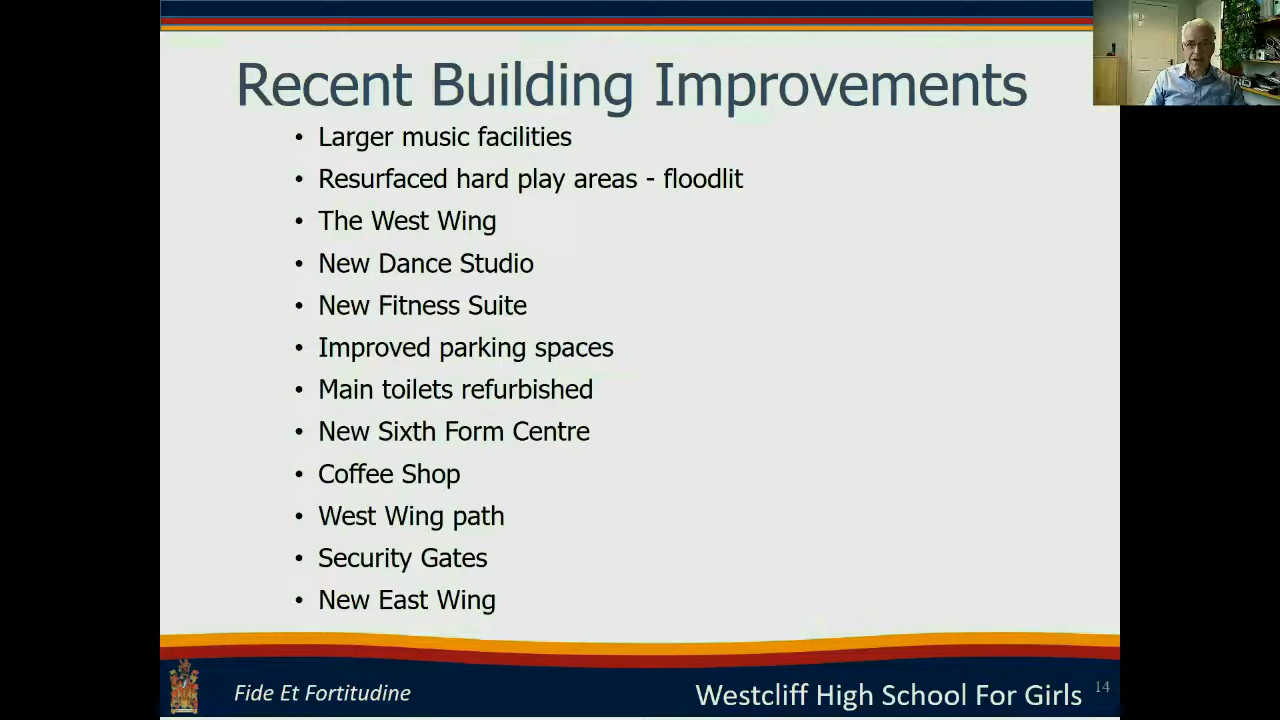 Recent Building Improvements
• Larger music facilities
• Resurfaced hard play areas - floodlit
• The West Wing
• New Dance Studio
• New Fitness Suite
• Improved parking spaces
• Main toilets refurbished
• New Sixth Form Centre
• Coffee Shop
• West Wing path
• Security Gates
• New East Wing
Fide Et Fortitudine
Westcliff High School For Girls
14